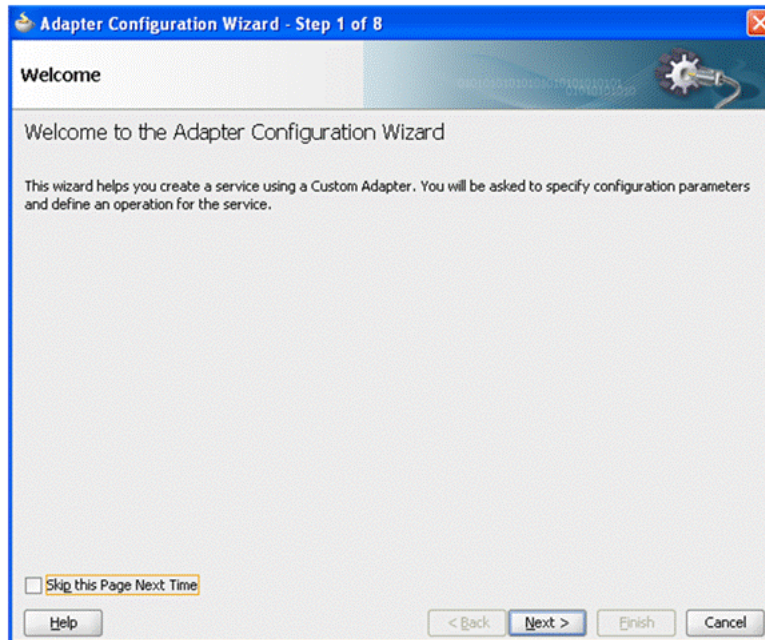 Adapter Configuration Wizard - Step 1 of 8
Welcome
Welcome to the Adapter Configuration Wizard
This wizard helps you create a service using a Custom Adapter. You will be asked to specify configuration parameters
and define an operation for the service.
Skip this Page Next Time
Help
< Back
Next >
Finish
Cancel